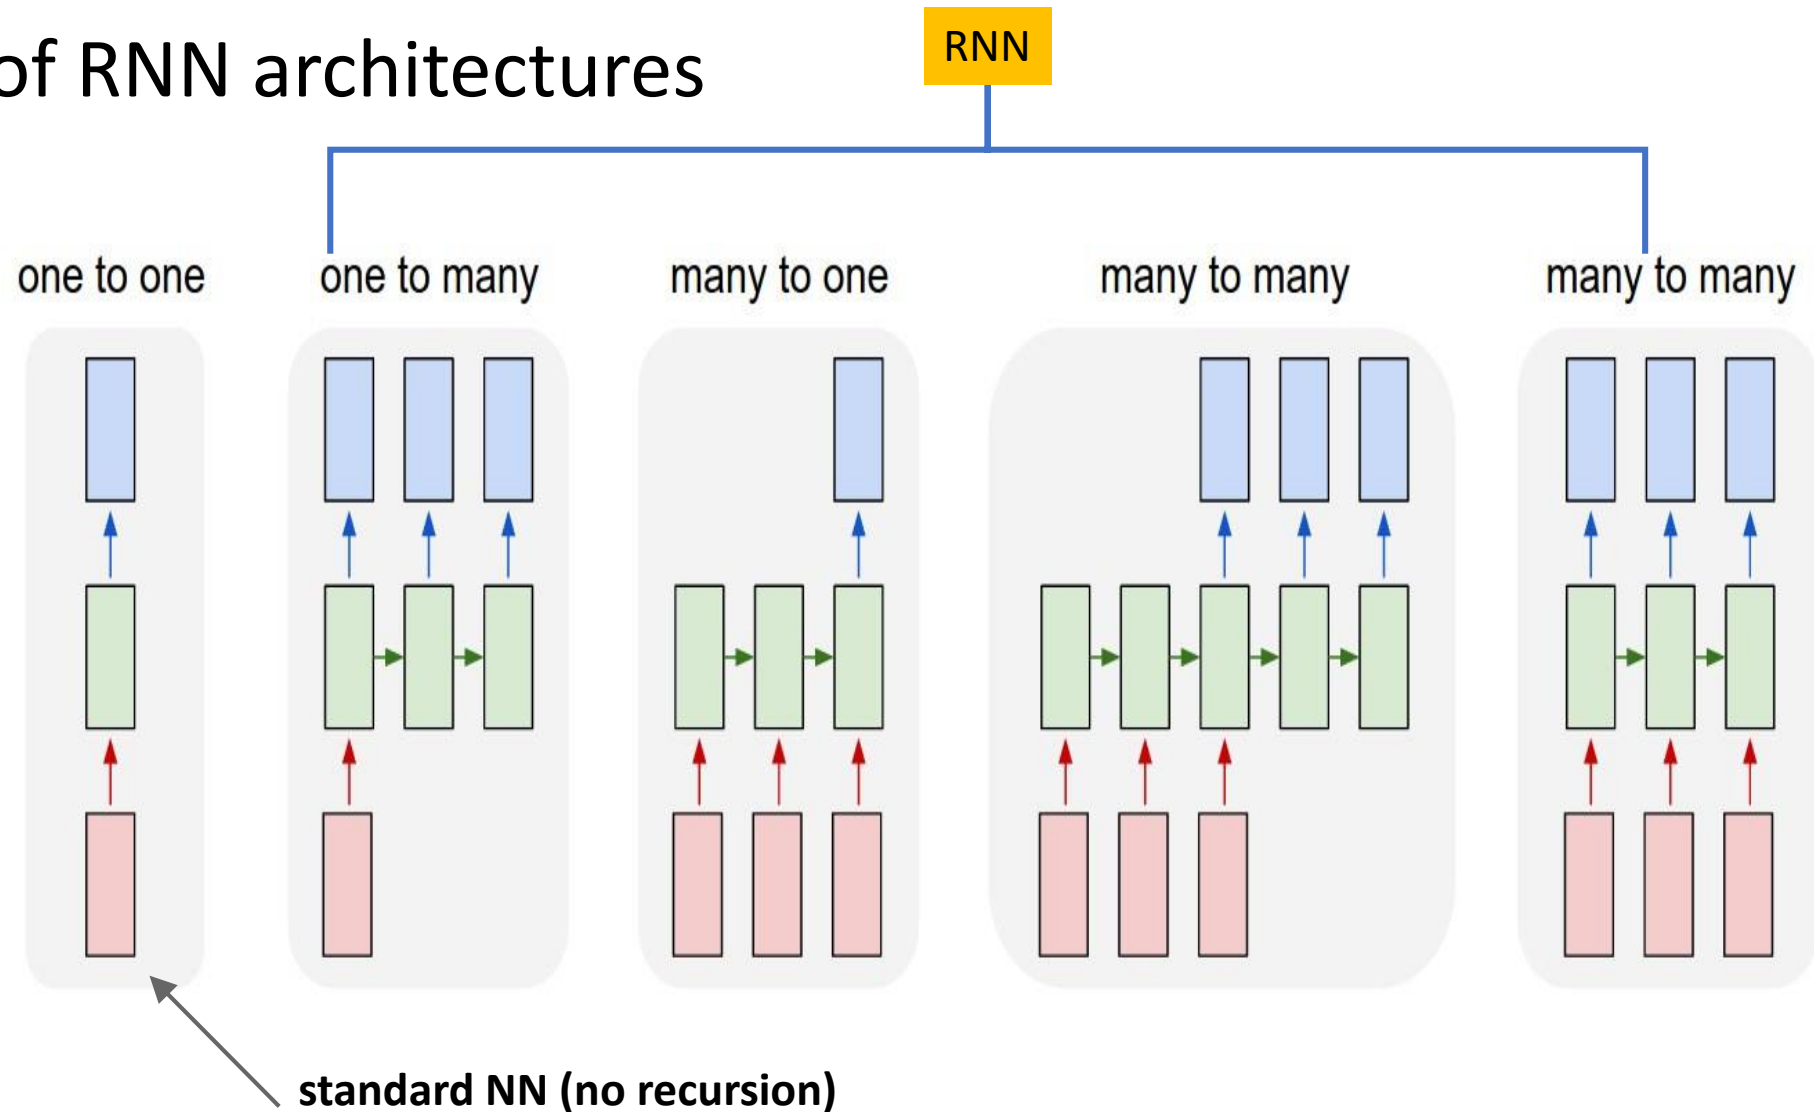 of RNN architectures
RNN
one to one
one to many
many to one
many to many
many to many
standard NN (no recursion)